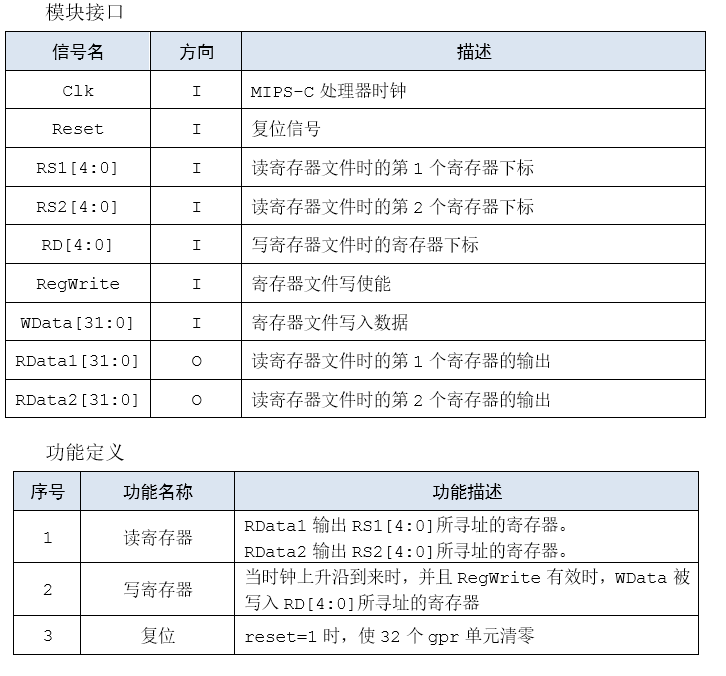 模块接口
信号名 方向 描述
Clk I MIPS-C 处理器时钟
Reset I 复位信号
RS1[4:0] I 读寄存器文件时的第 1 个寄存器下标
RS2[4:0] I 读寄存器文件时的第 2 个寄存器下标
RD[4:0] I 写寄存器文件时的寄存器下标
RegWrite I 寄存器文件写使能
WData[31:0] I 寄存器文件写入数据
RData1[31:0] O 读寄存器文件时的第 1 个寄存器的输出
RData2[31:0] O 读寄存器文件时的第 2 个寄存器的输出
功能定义
序号 功能名称 功能描述
1 读寄存器 RData1 输出 RS1[4:0]所寻址的寄存器。
RData2 输出 RS2[4:0]所寻址的寄存器。
2 写寄存器 当时钟上升沿到来时，并且 RegWrite 有效时，WData 被
写入 RD[4:0]所寻址的寄存器
3 复位 reset=1 时，使 32 个 gpr 单元清零